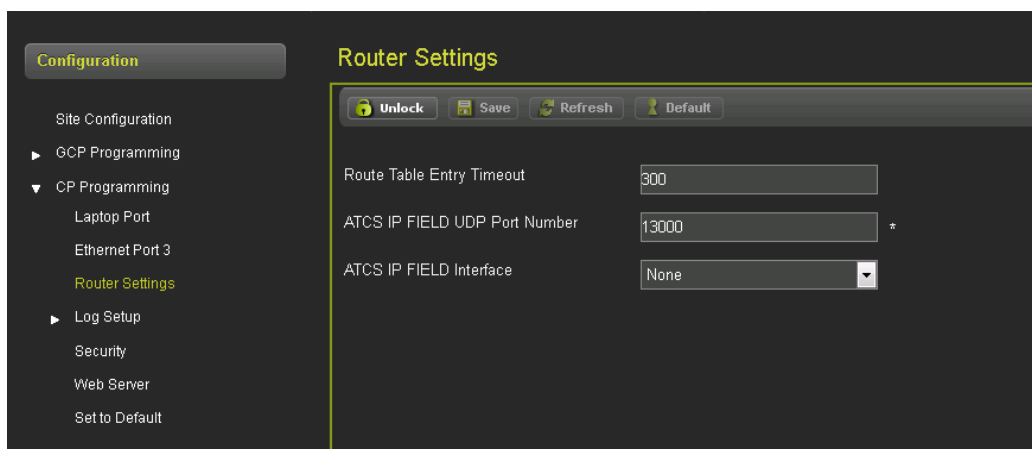 Configuration
Site Configuration
GCP Programming
CP Programming
Laptop Port
Ethernet Port 3
Router Settings
Log Setup
Security
Web Server
Set to Default
Router Settings
Unlock Save Refresh Default
Route Table Entry Timeout 300
ATCS IP FIELD UDP Port Number 13000 *
ATCS IP FIELD Interface None